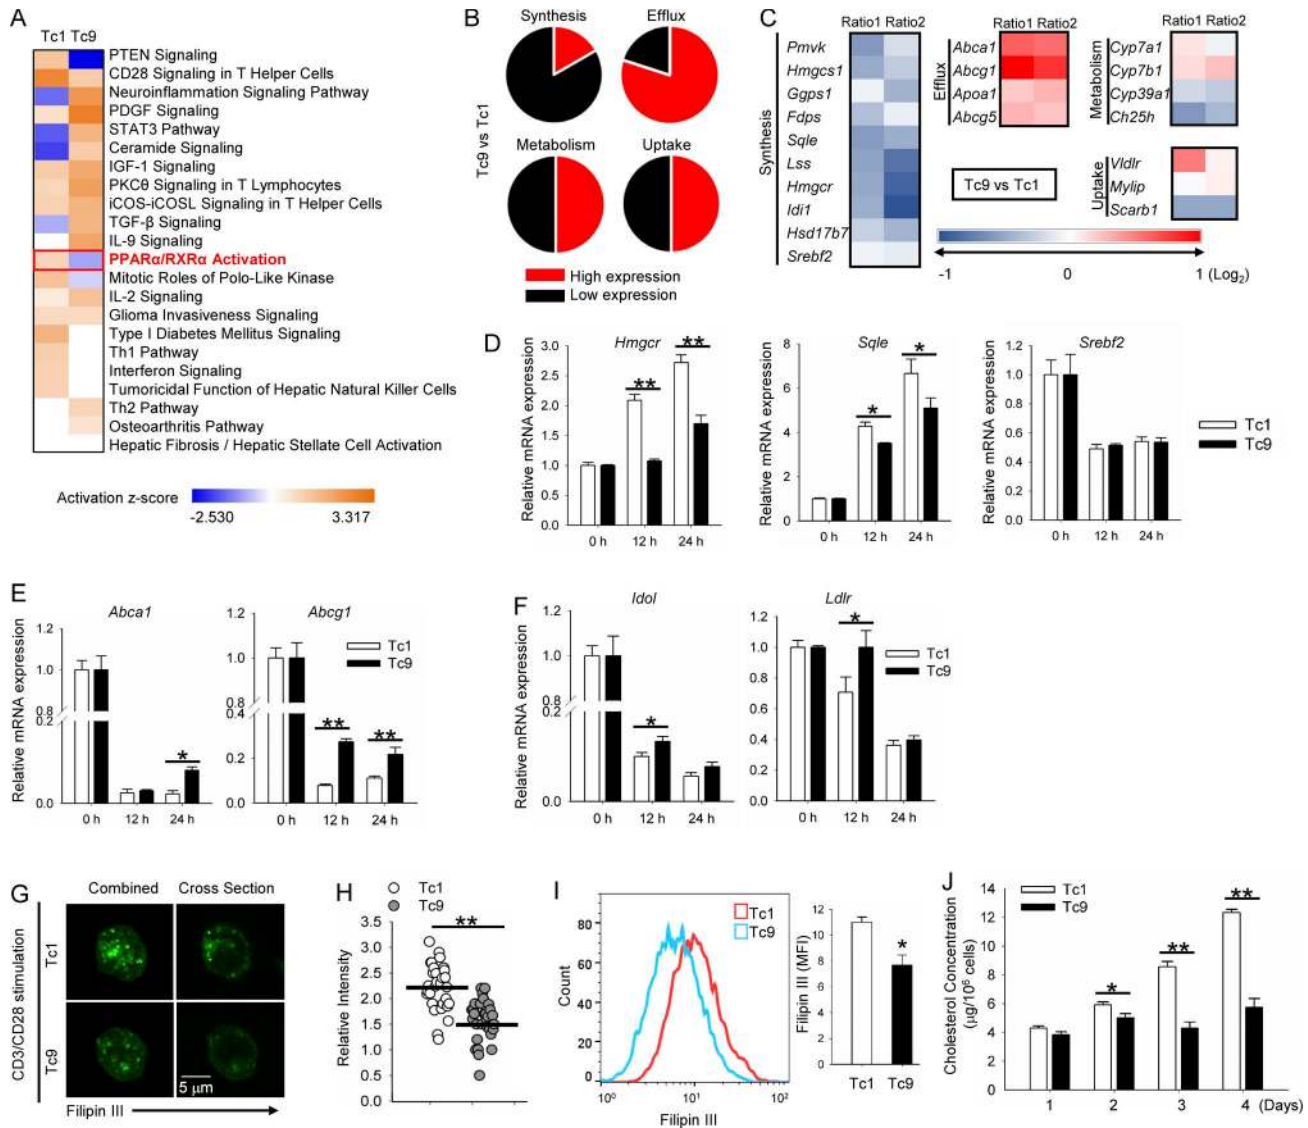 A
Tc1 Tc9
PTEN Signaling
CD28 Signaling in T Helper Cells
Neuroinflammation Signaling Pathway
PDGF Signaling
STAT3 Pathway
Ceramide Signaling
IGF-1 Signaling
PKCθ Signaling in T Lymphocytes
iCOS-iCOSL Signaling in T Helper Cells
TGF-β Signaling
IL-9 Signaling
PPARα/RXRα Activation
Mitotic Roles of Polo-Like Kinase
IL-2 Signaling
Glioma Invasiveness Signaling
Type I Diabetes Mellitus Signaling
Th1 Pathway
Interferon Signaling
Tumoricidal Function of Hepatic Natural Killer Cells
Th2 Pathway
Osteoarthritis Pathway
Hepatic Fibrosis / Hepatic Stellate Cell Activation
Activation z-score
-2.530 3.317
B
Synthesis Efflux
Tc9 vs Tc1
Metabolism Uptake
High expression
Low expression
C
Ratio1 Ratio2
Synthesis
Pmvk
Hmgcs1
Ggps1
Fdps
Sqle
Lss
Hmgcr
Idi1
Hsd17b7
Srebf2
Ratio1 Ratio2
Efflux
Abca1
Abcg1
Apoa1
Abcg5
Ratio1 Ratio2
Metabolism
Cyp7a1
Cyp7b1
Cyp39a1
Ch25h
Tc9 vs Tc1
Uptake
Vldlr
Mylip
Scarb1
-1 0 1 (Log2)
D
Hmgcr
Relative mRNA expression
3.0
2.5
2.0
1.5
1.0
0.5
0.0
** **
0 h 12 h 24 h
Sqle
Relative mRNA expression
8
6
4
2
0
* *
0 h 12 h 24 h
Srebf2
Relative mRNA expression
1.2
1.0
0.8
0.6
0.4
0.2
0.0
0 h 12 h 24 h
Tc1
Tc9
E
Abca1
Relative mRNA expression
1.2
1.0
0.8
0.2
0.0
*
0 h 12 h 24 h
Abcg1
1.2
1.0
0.8
0.4
0.2
0.0
** **
0 h 12 h 24 h
Tc1
Tc9
F
Idol
Relative mRNA expression
1.2
1.0
0.8
0.2
0.0
*
0 h 12 h 24 h
Ldlr
1.2
1.0
0.8
0.6
0.4
0.2
0.0
*
0 h 12 h 24 h
Tc1
Tc9
G
Combined Cross Section
CD3/CD28 stimulation
Tc1
Tc9
5 μm
Filipin III
H
Tc1
Tc9
**
Relative Intensity
3.5
3.0
2.5
2.0
1.5
1.0
0.5
0.0
I
Tc1
Tc9
Count
100
80
60
40
20
0
10^0 10^1 10^2
Filipin III
Filipin III (MFI)
12
10
8
6
4
2
0
*
Tc1 Tc9
J
Tc1
Tc9
Cholesterol Concentration
(μg/10^6 cells)
14
12
10
8
6
4
2
0
* ** **
1 2 3 4 (Days)